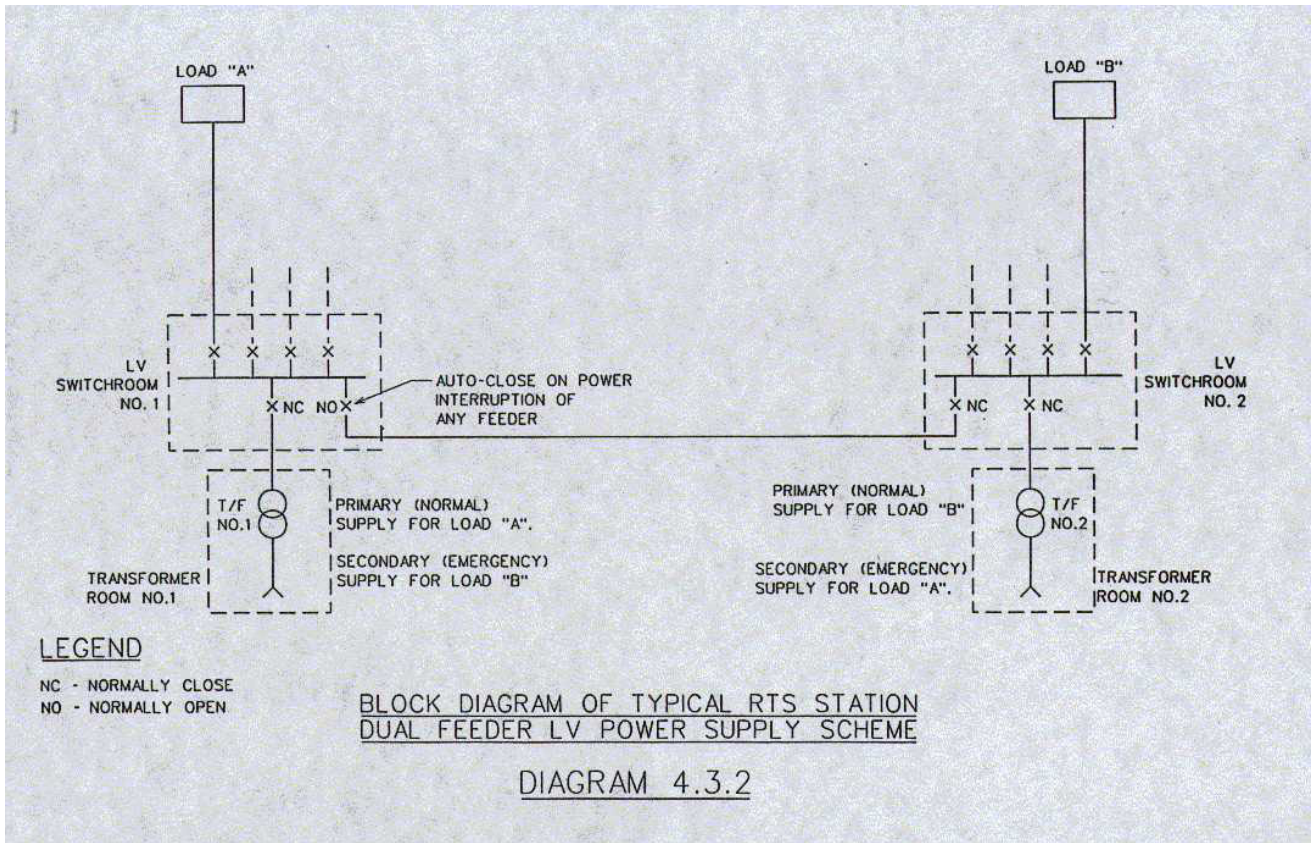 LOAD "A"
LOAD "B"
LV
SWITCHROOM
NO. 1
NC
NO
AUTO-CLOSE ON POWER
INTERRUPTION OF
ANY FEEDER
NC
NC
LV
SWITCHROOM
NO. 2
T/F
NO.1
PRIMARY (NORMAL)
SUPPLY FOR LOAD "A".
SECONDARY (EMERGENCY)
SUPPLY FOR LOAD "B"
TRANSFORMER
ROOM NO.1
PRIMARY (NORMAL)
SUPPLY FOR LOAD "B"
SECONDARY (EMERGENCY)
SUPPLY FOR LOAD "A".
T/F
NO.2
TRANSFORMER
ROOM NO.2
LEGEND
NC - NORMALLY CLOSE
NO - NORMALLY OPEN
BLOCK DIAGRAM OF TYPICAL RTS STATION
DUAL FEEDER LV POWER SUPPLY SCHEME
DIAGRAM 4.3.2